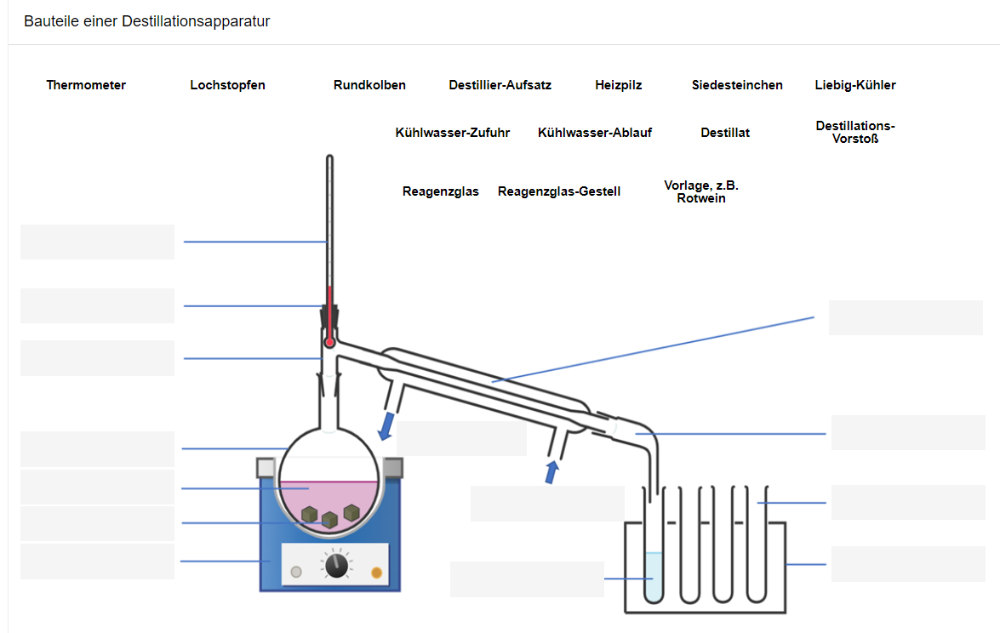 Bauteile einer Destillationsapparatur
Thermometer
Lochstopfen
Rundkolben
Destillier-Aufsatz
Heizpilz
Siedesteinchen
Liebig-Kühler
Kühlwasser-Zufuhr
Kühlwasser-Ablauf
Destillat
Destillations-
Vorstoß
Reagenzglas
Reagenzglas-Gestell
Vorlage, z.B.
Rotwein